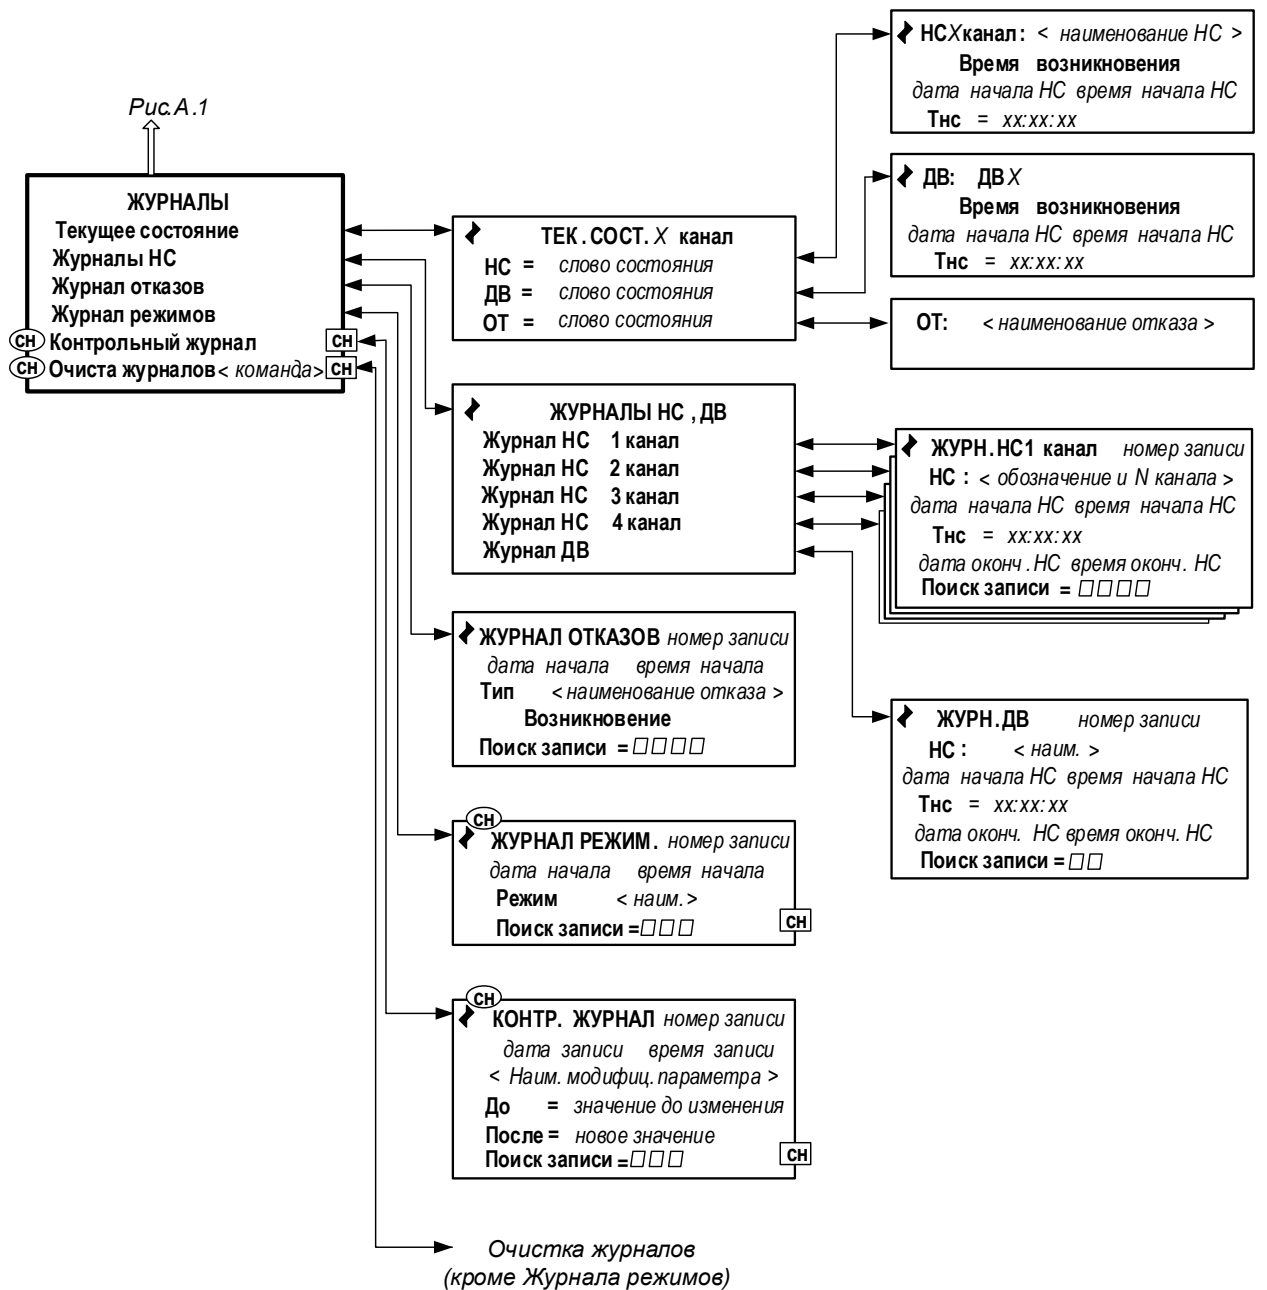 Рис.А.1
ЖУРНАЛЫ
Текущее состояние
Журналы НС
Журнал отказов
Журнал режимов
СН Контрольный журнал СН
СН Очиста журналов < команда> СН
ТЕК.СОСТ. X канал
НС = слово состояния
ДВ = слово состояния
ОТ = слово состояния
НСXканал: < наименование НС >
Время возникновения
дата начала НС время начала НС
Тнс = xx:xx:xx
ДВ: ДВX
Время возникновения
дата начала НС время начала НС
Тнс = xx:xx:xx
ОТ: < наименование отказа >
ЖУРНАЛЫ НС , ДВ
Журнал НС 1 канал
Журнал НС 2 канал
Журнал НС 3 канал
Журнал НС 4 канал
Журнал ДВ
ЖУРН.НС1 канал номер записи
НС : < обозначение и N канала >
дата начала НС время начала НС
Тнс = xx:xx:xx
дата оконч . НС время оконч. НС
Поиск записи = □□□□
ЖУРНАЛ ОТКАЗОВ номер записи
дата начала время начала
Тип < наименование отказа >
Возникновение
Поиск записи = □□□□
ЖУРН.ДВ номер записи
НС : < наим. >
дата начала НС время начала НС
Тнс = xx:xx:xx
дата оконч. НС время оконч. НС
Поиск записи = □□
СН
ЖУРНАЛ РЕЖИМ. номер записи
дата начала время начала
Режим < наим.>
Поиск записи = □□□ СН
СН
КОНТР. ЖУРНАЛ номер записи
дата записи время записи
< Наим. модифиц. параметра >
До = значение до изменения
После = новое значение
Поиск записи = □□□ СН
Очистка журналов
(кроме Журнала режимов)